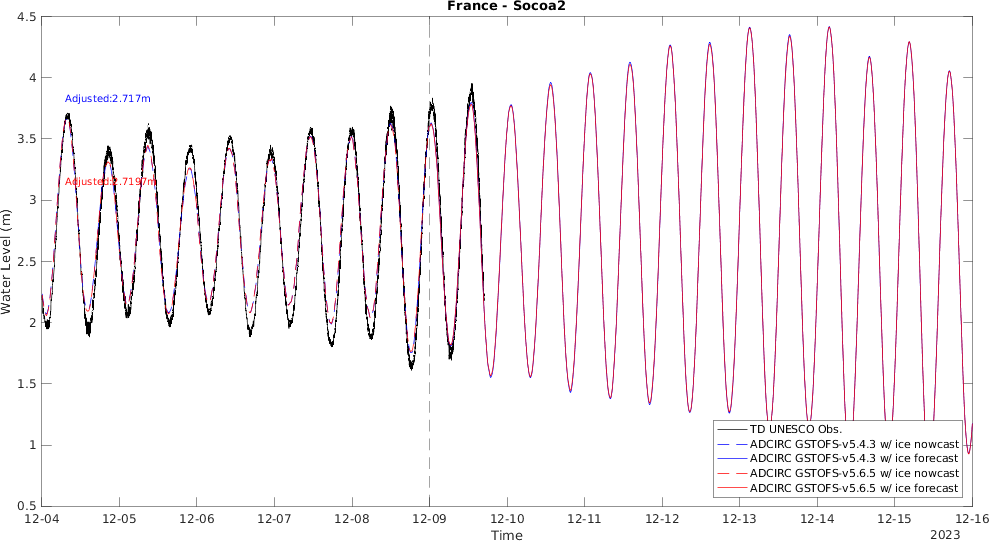 France - Socoa2
4.5
4
3.5
3
2.5
2
1.5
1
0.5
Water Level (m)
Adjusted:2.717m
Adjusted:2.7197m
TD UNESCO Obs.
ADCIRC GSTOFS-v5.4.3 w/ ice nowcast
ADCIRC GSTOFS-v5.4.3 w/ ice forecast
ADCIRC GSTOFS-v5.6.5 w/ ice nowcast
ADCIRC GSTOFS-v5.6.5 w/ ice forecast
12-04 12-05 12-06 12-07 12-08 12-09 12-10 12-11 12-12 12-13 12-14 12-15 12-16
Time
2023